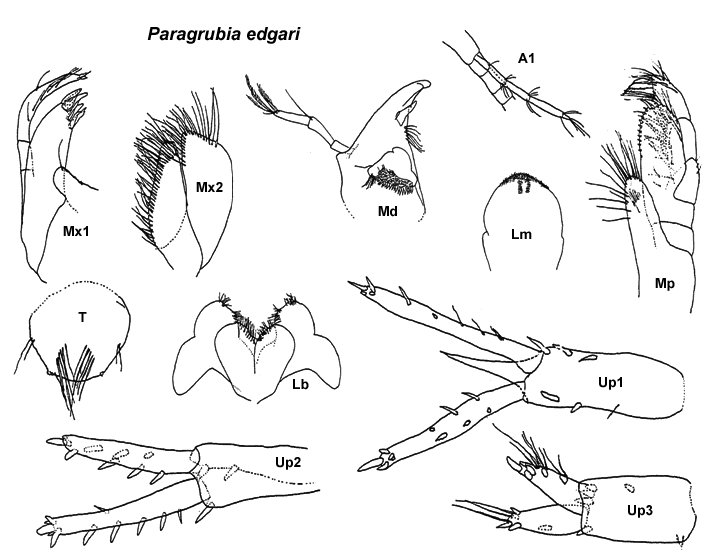 Paragrubia edgari
A1
Mx1
Mx2
Md
Lm
Mp
T
Lb
Up1
Up2
Up3